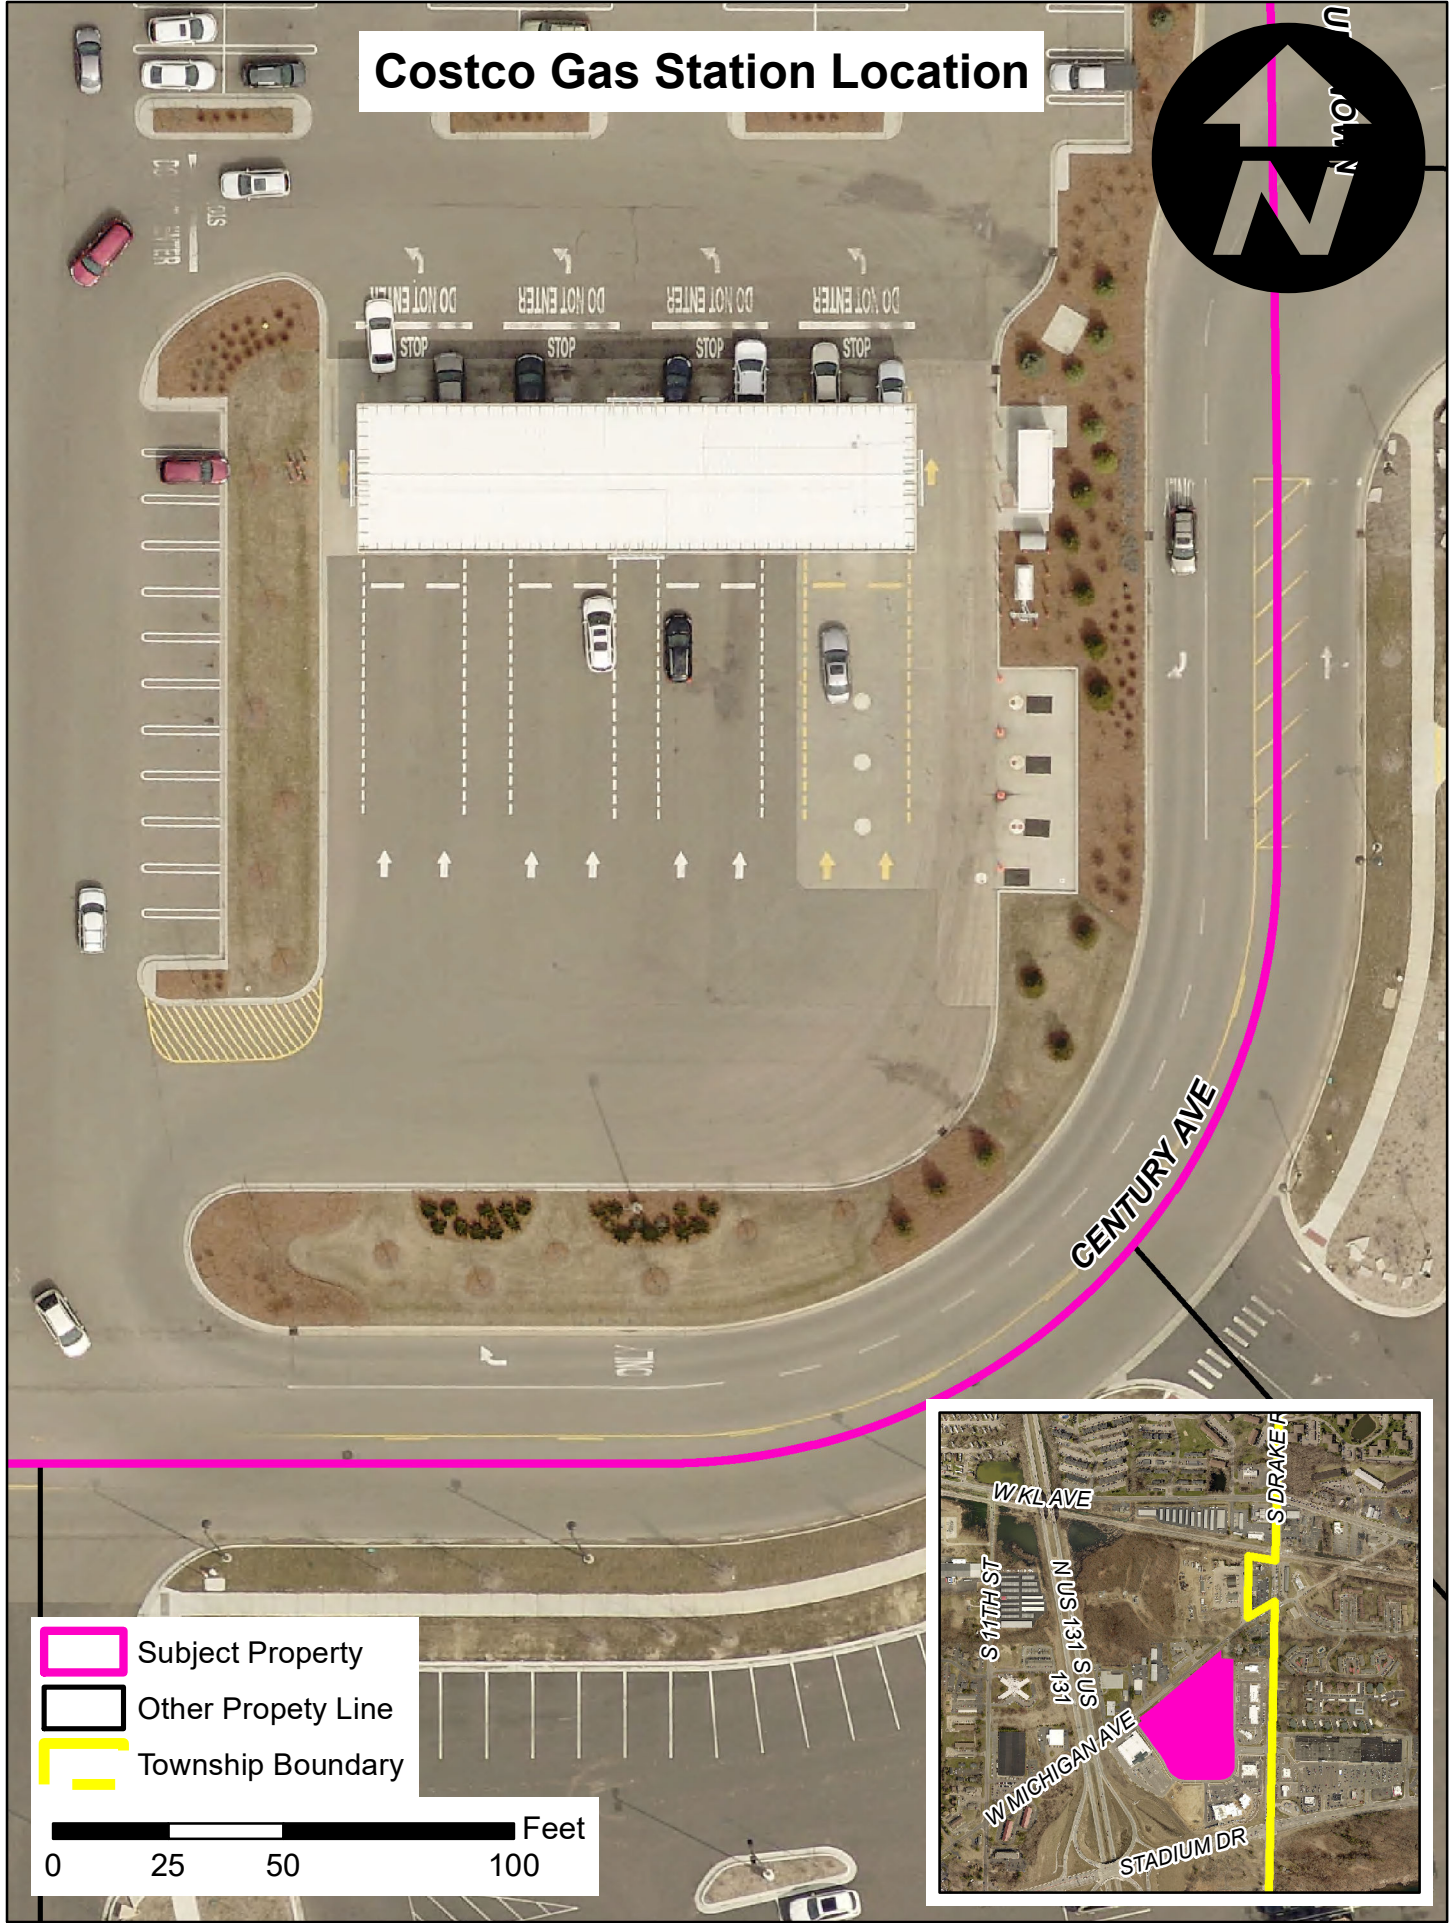 Costco Gas Station Location
N
DO NOT ENTER
DO NOT ENTER
DO NOT ENTER
DO NOT ENTER
STOP
STOP
STOP
STOP
CENTURY AVE
ONLY
W KL AVE
S DRAKE R
S 11TH ST
N US 131
S US 131
W MICHIGAN AVE
STADIUM DR
Subject Property
Other Propety Line
Township Boundary
Feet
0 25 50 100